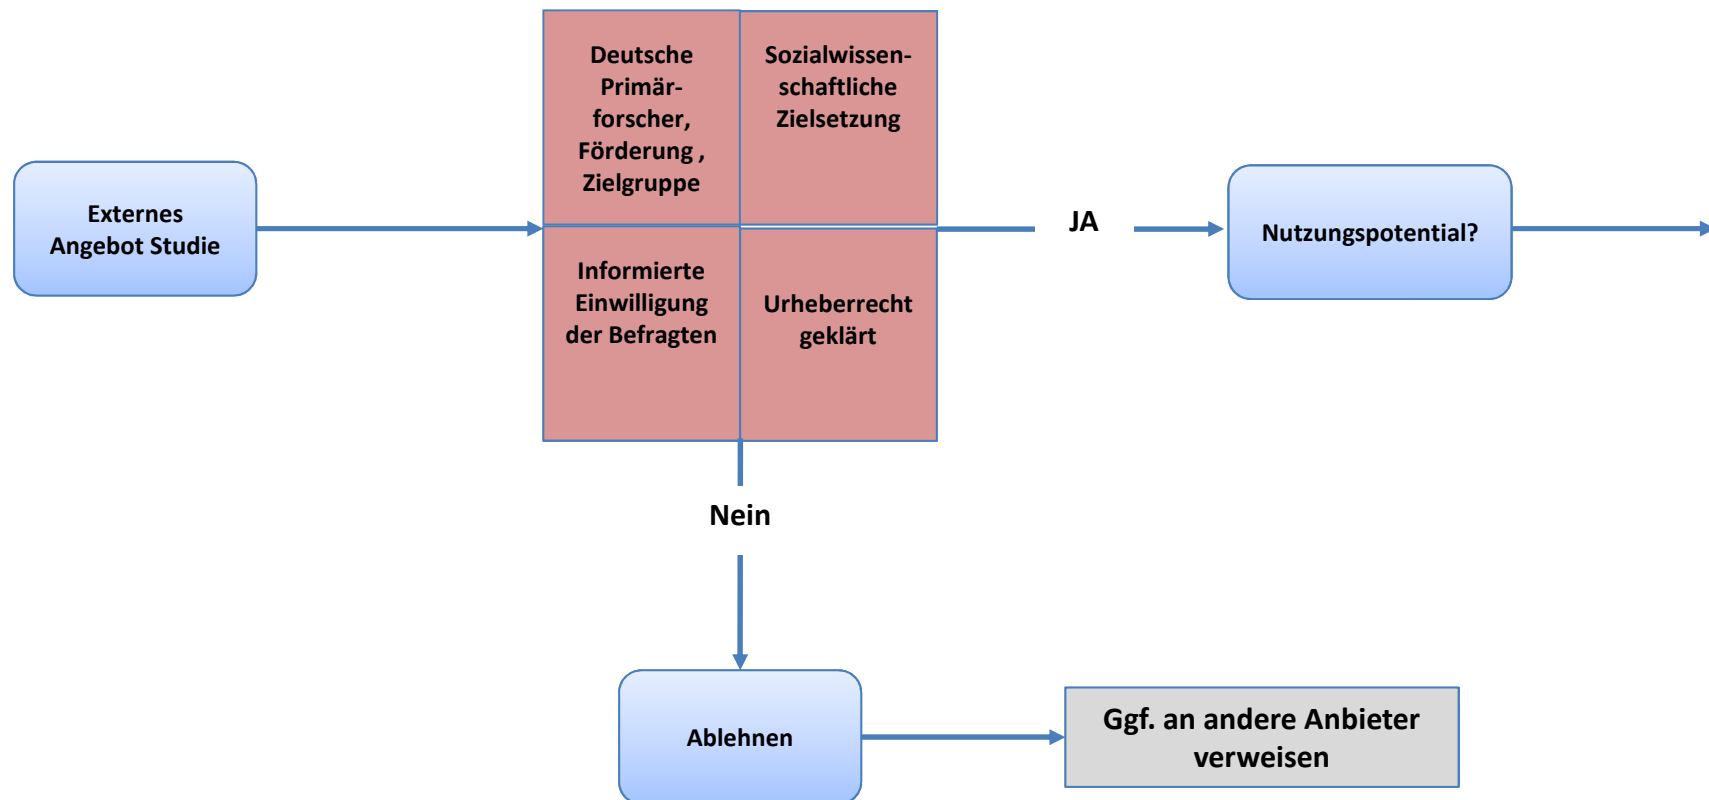 Externes
Angebot Studie
Deutsche
Primär-
forscher,
Förderung ,
Zielgruppe
Sozialwissen-
schaftliche
Zielsetzung
Informierte
Einwilligung
der Befragten
Urheberrecht
geklärt
JA
Nutzungspotential?
Nein
Ablehnen
Ggf. an andere Anbieter
verweisen